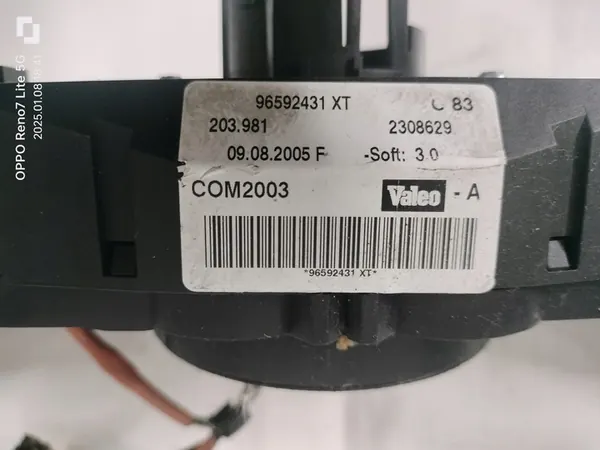 96592431 XT C 83
203.981 2308629
09.08.2005 F -Soft: 3.0
COM2003 Valeo - A
*96592431 XT*
OPPO Reno7 Lite 5G